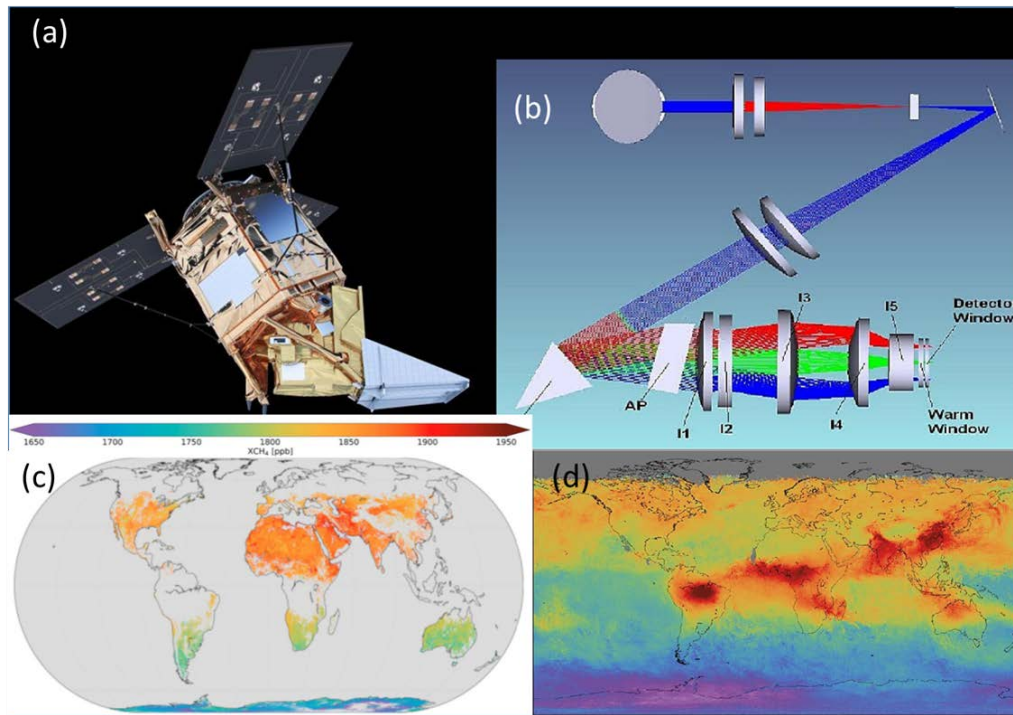 (a)
(b)
I3
I5
Detector
Window
AP
I1
I2
I4
Warm
Window
1650 1700 1750 1800 1850 1900 1950
XCH₄ [ppb]
(c)
(d)